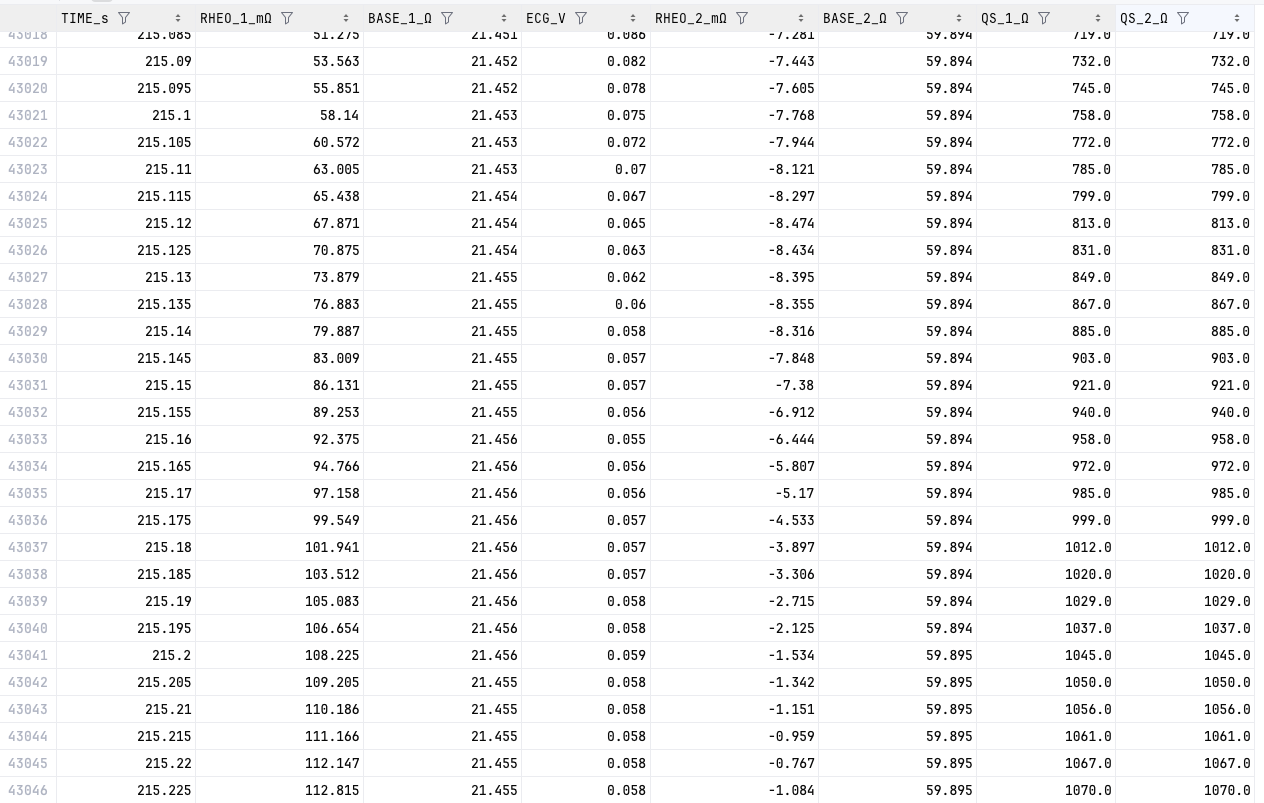 TIME_s RHEO_1_mΩ BASE_1_Ω ECG_V RHEO_2_mΩ BASE_2_Ω QS_1_Ω QS_2_Ω
43018 215.085 51.275 21.451 0.086 -7.281 59.894 719.0 719.0
43019 215.09 53.563 21.452 0.082 -7.443 59.894 732.0 732.0
43020 215.095 55.851 21.452 0.078 -7.605 59.894 745.0 745.0
43021 215.1 58.14 21.453 0.075 -7.768 59.894 758.0 758.0
43022 215.105 60.572 21.453 0.072 -7.944 59.894 772.0 772.0
43023 215.11 63.005 21.453 0.07 -8.121 59.894 785.0 785.0
43024 215.115 65.438 21.454 0.067 -8.297 59.894 799.0 799.0
43025 215.12 67.871 21.454 0.065 -8.474 59.894 813.0 813.0
43026 215.125 70.875 21.454 0.063 -8.434 59.894 831.0 831.0
43027 215.13 73.879 21.455 0.062 -8.395 59.894 849.0 849.0
43028 215.135 76.883 21.455 0.06 -8.355 59.894 867.0 867.0
43029 215.14 79.887 21.455 0.058 -8.316 59.894 885.0 885.0
43030 215.145 83.009 21.455 0.057 -7.848 59.894 903.0 903.0
43031 215.15 86.131 21.455 0.057 -7.38 59.894 921.0 921.0
43032 215.155 89.253 21.455 0.056 -6.912 59.894 940.0 940.0
43033 215.16 92.375 21.456 0.055 -6.444 59.894 958.0 958.0
43034 215.165 94.766 21.456 0.056 -5.807 59.894 972.0 972.0
43035 215.17 97.158 21.456 0.056 -5.17 59.894 985.0 985.0
43036 215.175 99.549 21.456 0.057 -4.533 59.894 999.0 999.0
43037 215.18 101.941 21.456 0.057 -3.897 59.894 1012.0 1012.0
43038 215.185 103.512 21.456 0.057 -3.306 59.894 1020.0 1020.0
43039 215.19 105.083 21.456 0.058 -2.715 59.894 1029.0 1029.0
43040 215.195 106.654 21.456 0.058 -2.125 59.894 1037.0 1037.0
43041 215.2 108.225 21.456 0.059 -1.534 59.895 1045.0 1045.0
43042 215.205 109.205 21.455 0.058 -1.342 59.895 1050.0 1050.0
43043 215.21 110.186 21.455 0.058 -1.151 59.895 1056.0 1056.0
43044 215.215 111.166 21.455 0.058 -0.959 59.895 1061.0 1061.0
43045 215.22 112.147 21.455 0.058 -0.767 59.895 1067.0 1067.0
43046 215.225 112.815 21.455 0.058 -1.084 59.895 1070.0 1070.0